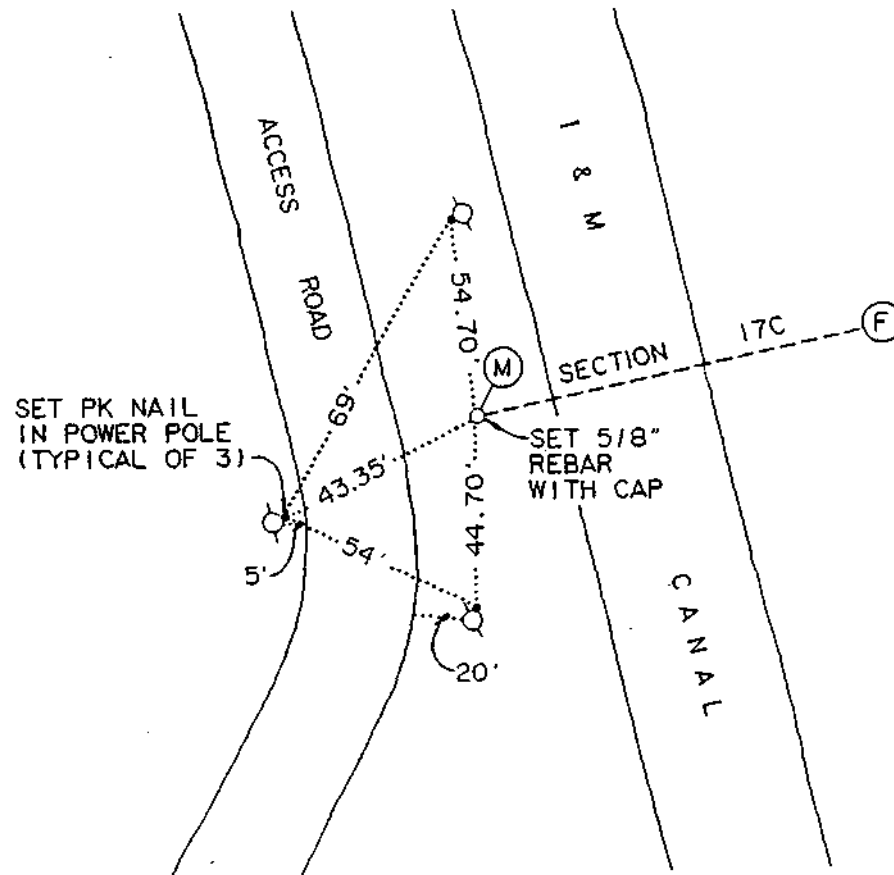 ACCESS
ROAD
I & M
CANAL
54.70'
M
SECTION 17C
F
69'
SET PK NAIL
IN POWER POLE
(TYPICAL OF 3)
43.35'
SET 5/8"
REBAR
WITH CAP
44.70'
5'
54'
20'